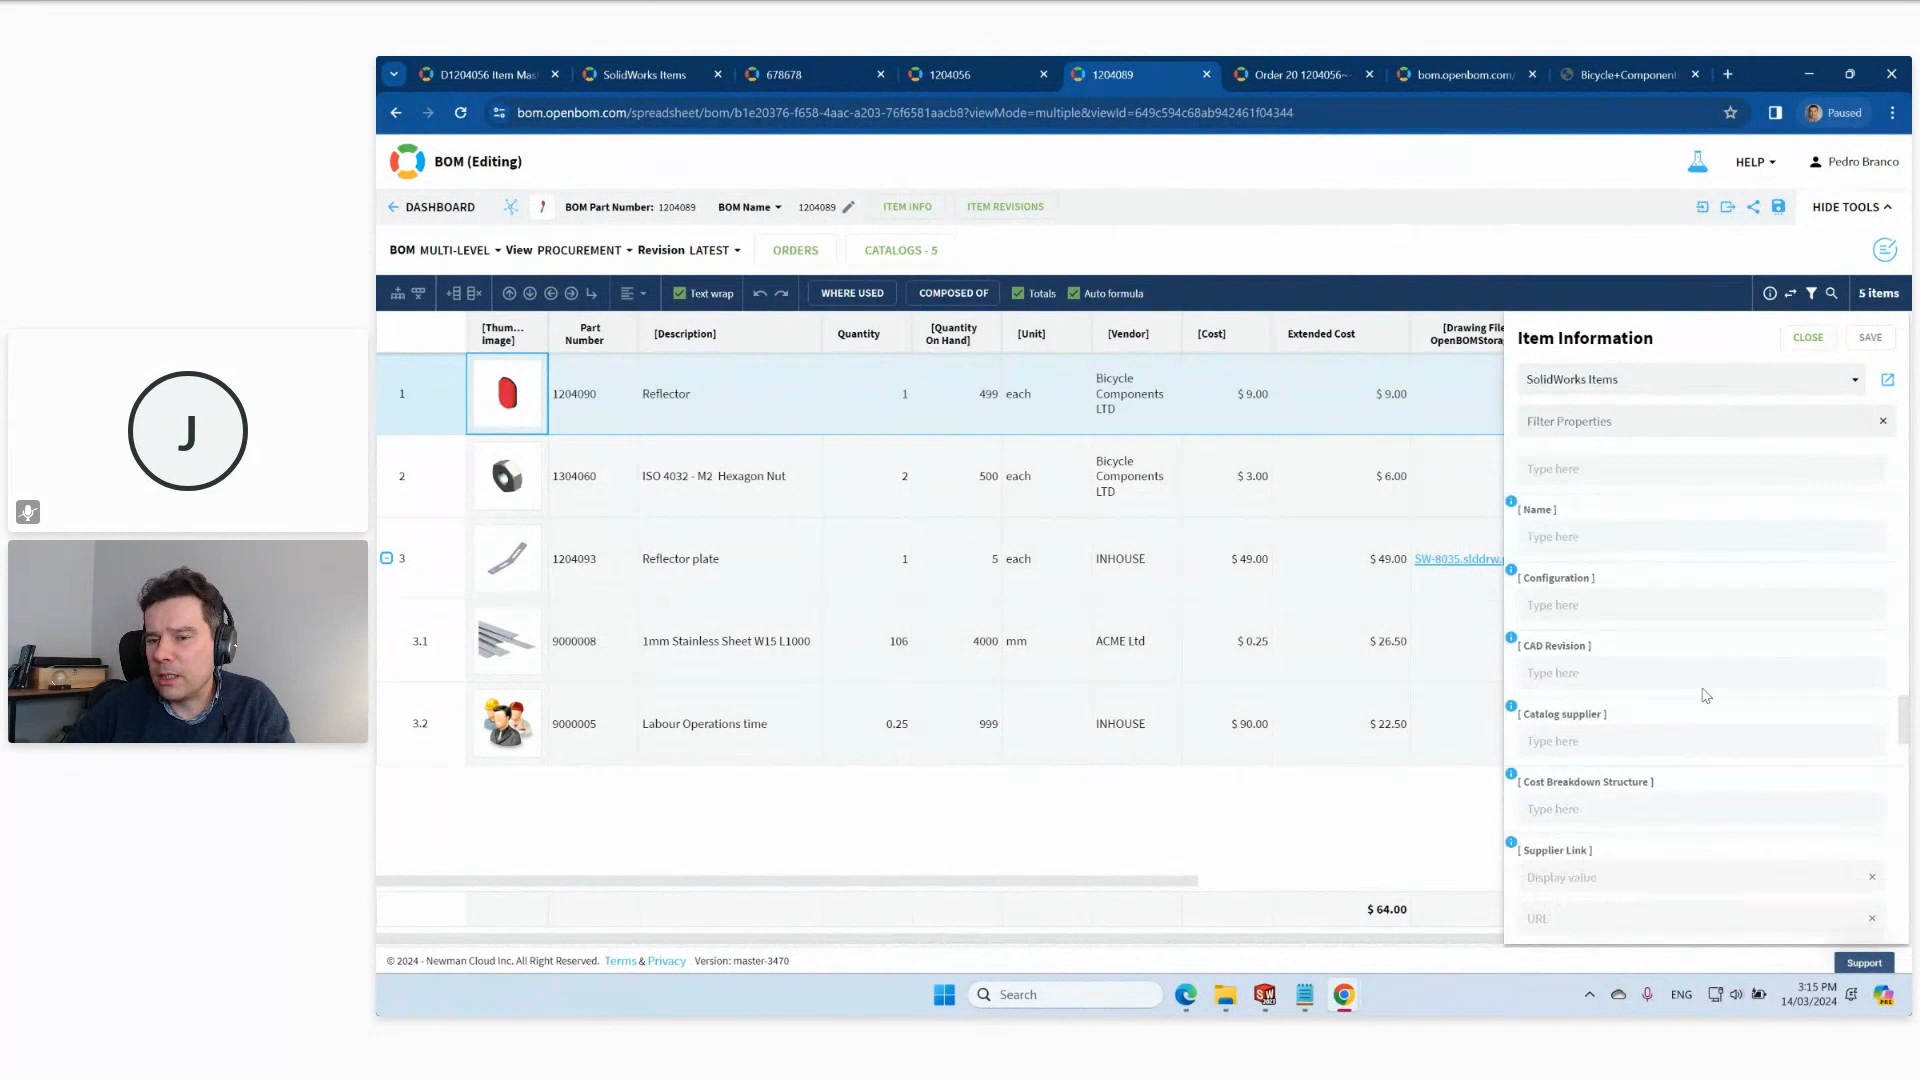 D1204056 Item Mas
SolidWorks Items
678678
1204056
1204089
Order 20 1204056-
bom.openbom.com/
Bicycle+Component
bom.openbom.com/spreadsheet/bom/b1e20376-f658-4aac-a203-76f6581aacb8?viewMode=multiple&viewId=649c594c68ab942461f04344
Paused
BOM (Editing)
HELP
Pedro Branco
DASHBOARD
BOM Part Number: 1204089
BOM Name
1204089
ITEM INFO
ITEM REVISIONS
HIDE TOOLS
BOM MULTI-LEVEL
View PROCUREMENT
Revision LATEST
ORDERS
CATALOGS - 5
Text wrap
WHERE USED
COMPOSED OF
Totals
Auto formula
5 items
[Thum... image]
Part Number
[Description]
Quantity
[Quantity On Hand]
[Unit]
[Vendor]
[Cost]
Extended Cost
[Drawing File
OpenBOMStorag
1
1204090
Reflector
1
499
each
Bicycle Components LTD
$ 9.00
$ 9.00
2
1304060
ISO 4032 - M2 Hexagon Nut
2
500
each
Bicycle Components LTD
$ 3.00
$ 6.00
3
1204093
Reflector plate
1
5
each
INHOUSE
$ 49.00
$ 49.00
SW-8035.slddrw.
3.1
9000008
1mm Stainless Sheet W15 L1000
106
4000
mm
ACME Ltd
$ 0.25
$ 26.50
3.2
9000005
Labour Operations time
0.25
999
INHOUSE
$ 90.00
$ 22.50
$ 64.00
Item Information
CLOSE
SAVE
SolidWorks Items
Filter Properties
Type here
[ Name ]
Type here
[ Configuration ]
Type here
[ CAD Revision ]
Type here
[ Catalog supplier ]
Type here
[ Cost Breakdown Structure ]
Type here
[ Supplier Link ]
Display value
URL
© 2024 - Newman Cloud Inc. All Right Reserved. Terms & Privacy Version: master-3470
Support
Search
SW
2023
ENG
3:15 PM
14/03/2024
PRE
J